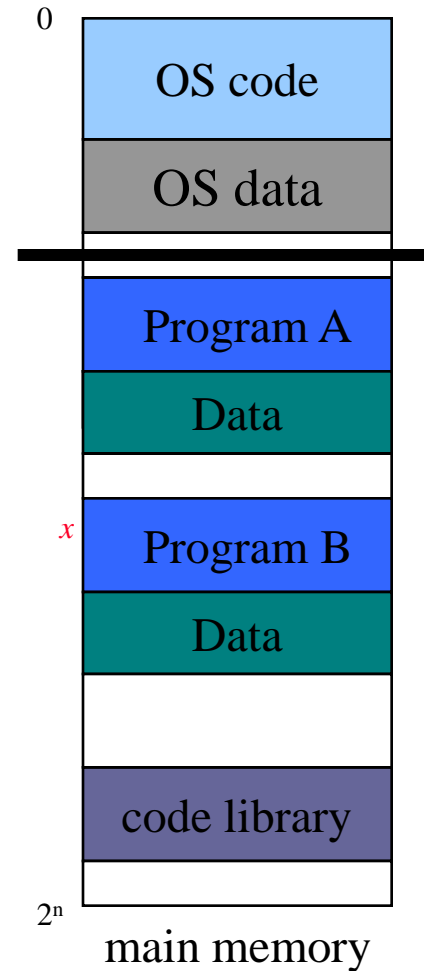 0
OS code
OS data
Program A
Data
x
Program B
Data
code library
2ⁿ
main memory